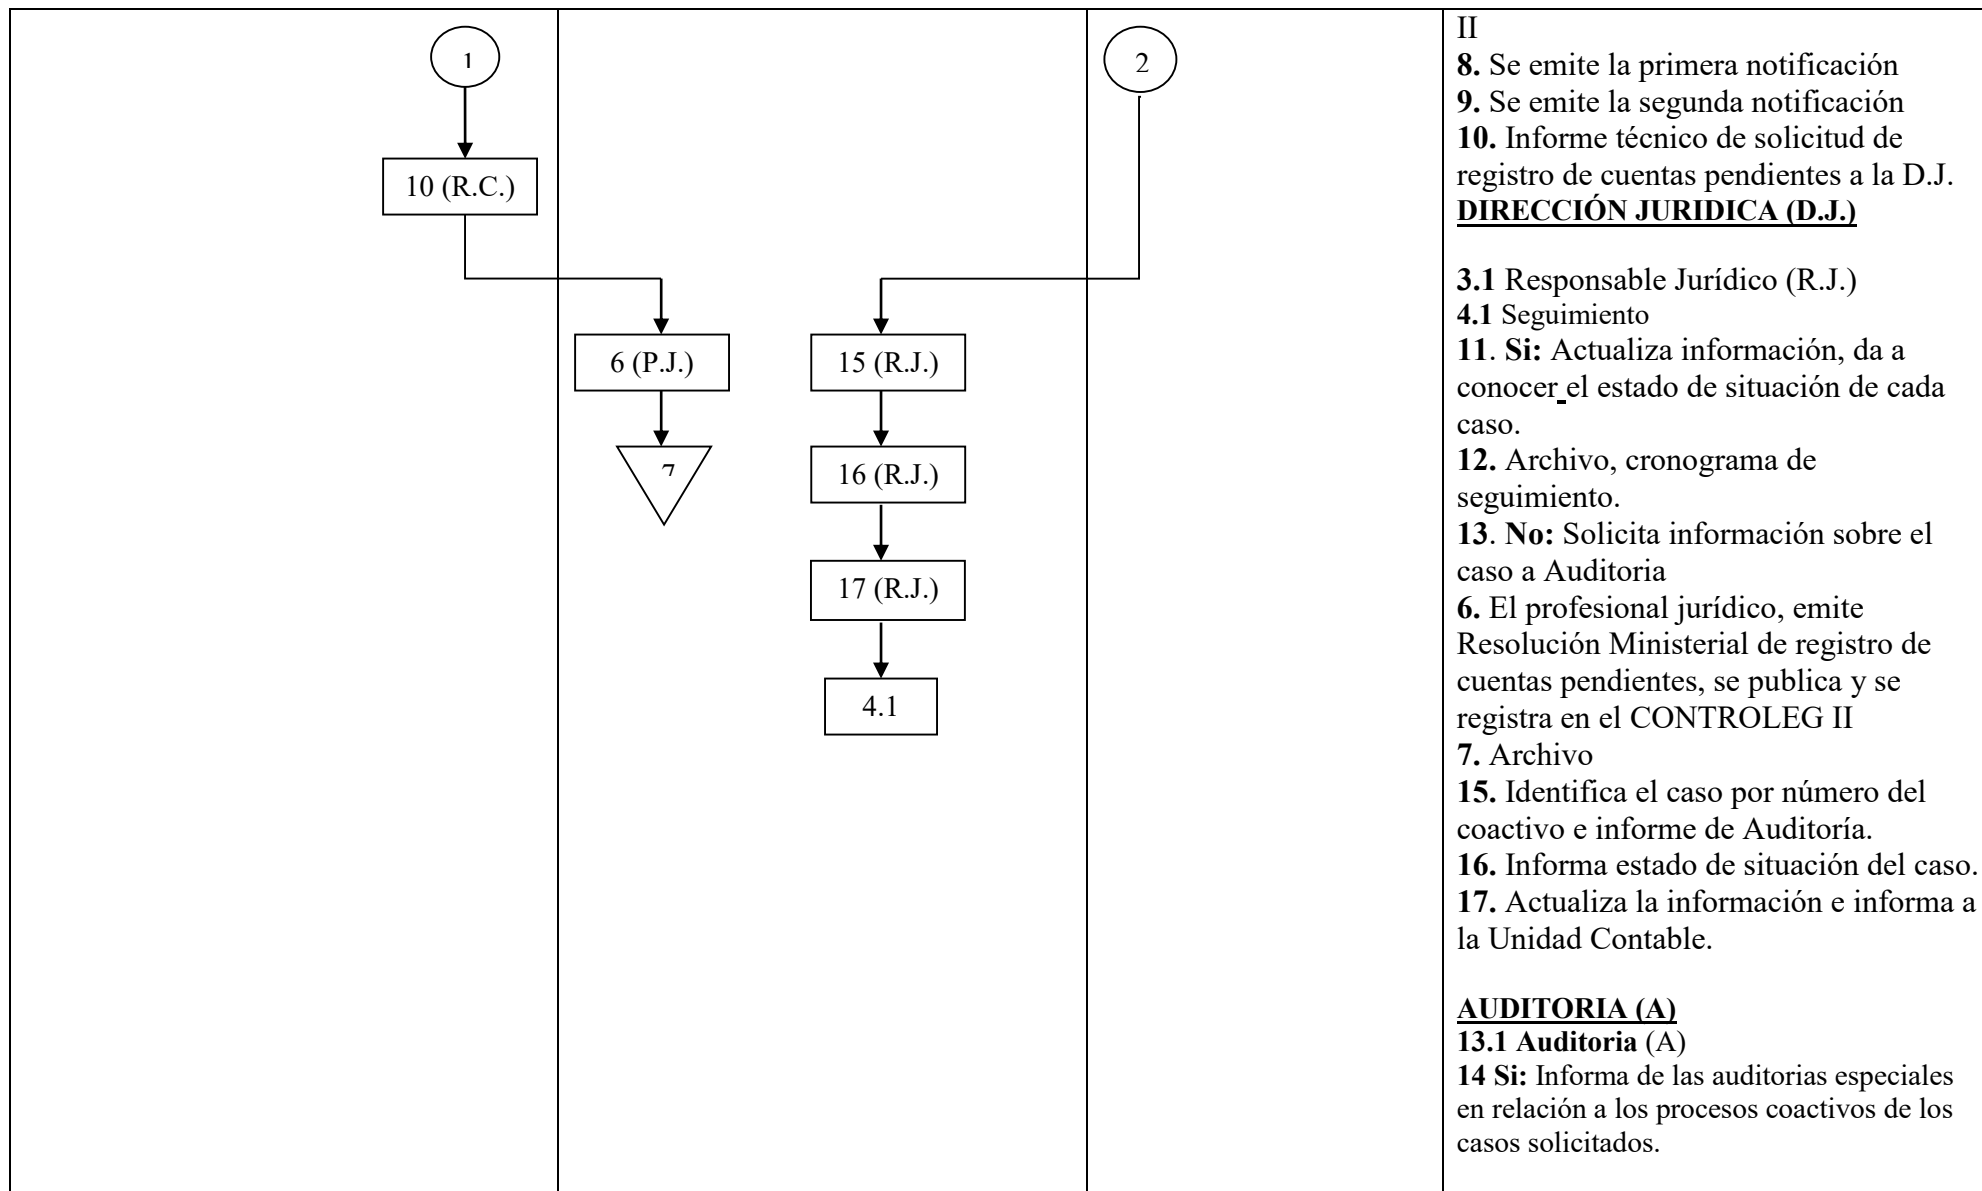 1
2
10 (R.C.)
6 (P.J.)
15 (R.J.)
7
16 (R.J.)
17 (R.J.)
4.1
II
8. Se emite la primera notificación
9. Se emite la segunda notificación
10. Informe técnico de solicitud de
registro de cuentas pendientes a la D.J.
DIRECCIÓN JURIDICA (D.J.)
3.1 Responsable Jurídico (R.J.)
4.1 Seguimiento
11. Si: Actualiza información, da a
conocer el estado de situación de cada
caso.
12. Archivo, cronograma de
seguimiento.
13. No: Solicita información sobre el
caso a Auditoria
6. El profesional jurídico, emite
Resolución Ministerial de registro de
cuentas pendientes, se publica y se
registra en el CONTROLEG II
7. Archivo
15. Identifica el caso por número del
coactivo e informe de Auditoría.
16. Informa estado de situación del caso.
17. Actualiza la información e informa a
la Unidad Contable.
AUDITORIA (A)
13.1 Auditoria (A)
14 Si: Informa de las auditorias especiales
en relación a los procesos coactivos de los
casos solicitados.